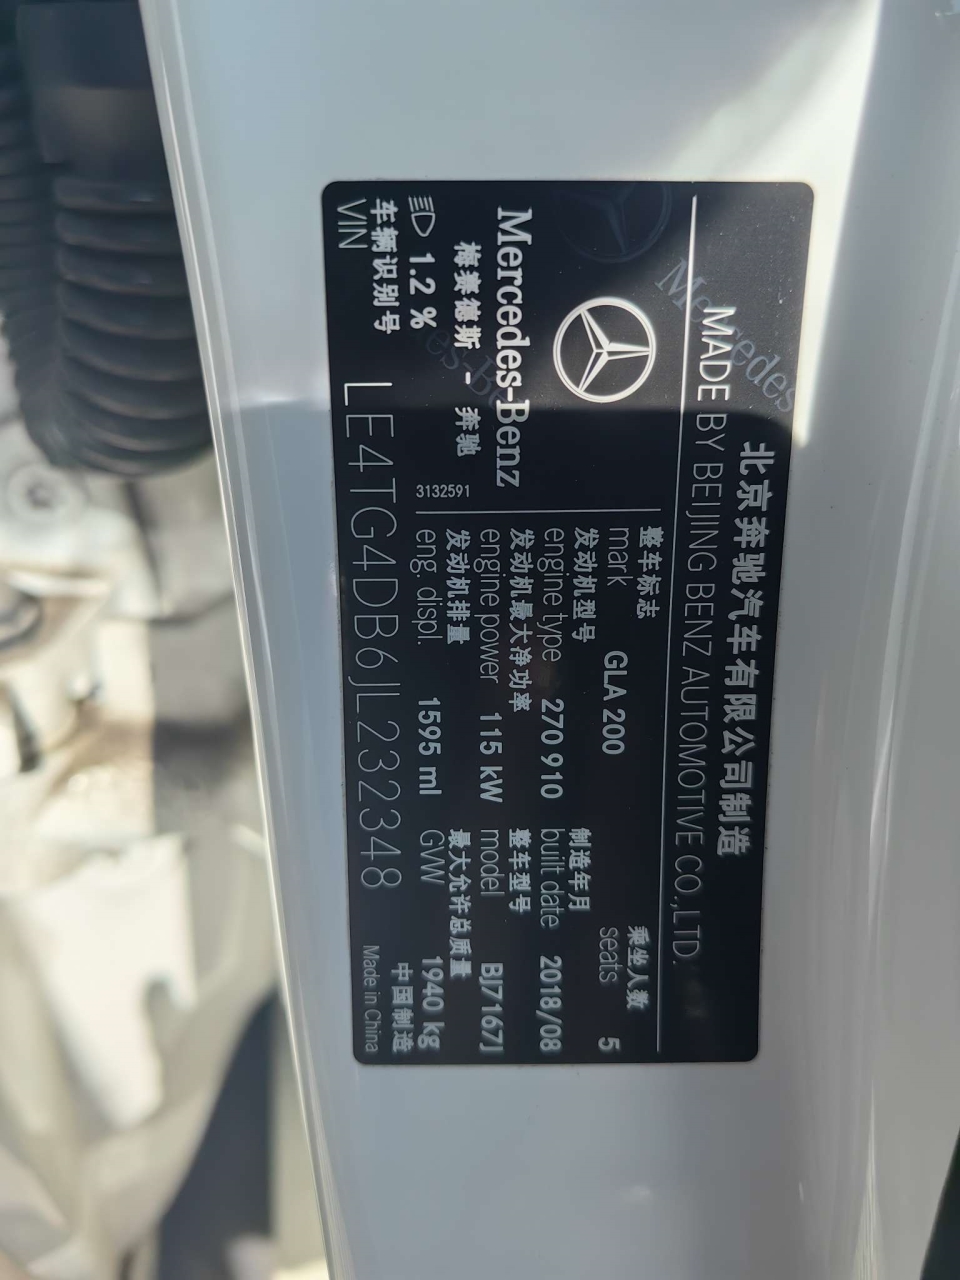 北京奔驰汽车有限公司制造
MADE BY BEIJING BENZ AUTOMOTIVE CO.,LTD.
Mercedes-Benz
梅赛德斯 - 奔驰
3132591
整车标志
mark GLA 200
乘坐人数
seats 5
发动机型号
engine type 270 910
制造年月
built date 2018/08
发动机最大净功率
engine power 115 kW
整车型号
model BJ7167J
发动机排量
eng. displ. 1595 ml
最大允许总质量
GVW 1940 kg
1.2 %
车辆识别号
VIN LE4TG4DB6JL232348
中国制造
Made in China
Mercedes
es-Be